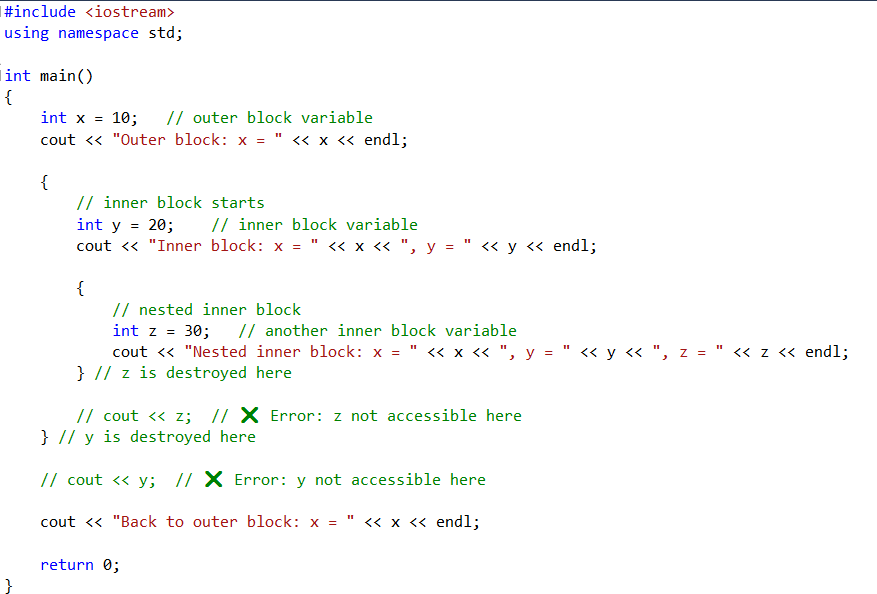 #include <iostream>
using namespace std;

int main()
{
    int x = 10;   // outer block variable
    cout << "Outer block: x = " << x << endl;

    {
        // inner block starts
        int y = 20;    // inner block variable
        cout << "Inner block: x = " << x << ", y = " << y << endl;

        {
            // nested inner block
            int z = 30;   // another inner block variable
            cout << "Nested inner block: x = " << x << ", y = " << y << ", z = " << z << endl;
        } // z is destroyed here

        // cout << z;  // ❌ Error: z not accessible here
    } // y is destroyed here

    // cout << y;  // ❌ Error: y not accessible here

    cout << "Back to outer block: x = " << x << endl;

    return 0;
}